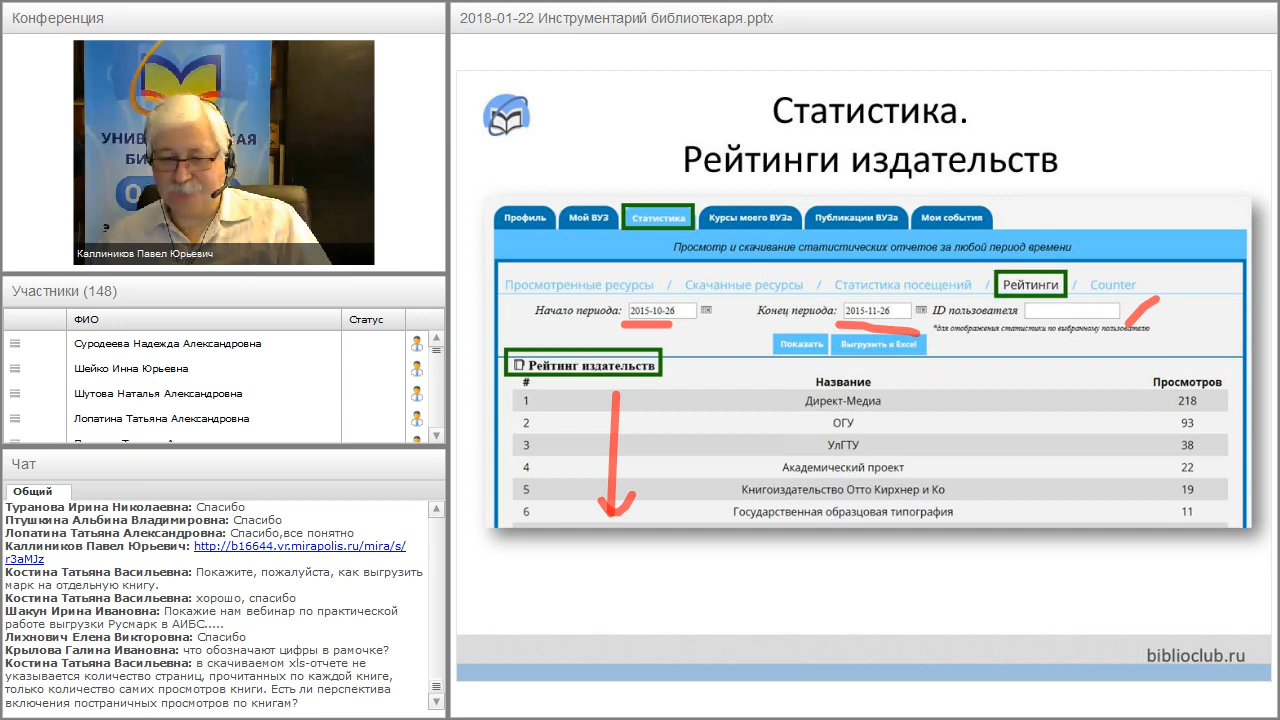 Конференция
УНИВ
КАЯ
БИ
Каллиников Павел Юрьевич
Участники (148)
ФИО
Статус
Суродеева Надежда Александровна
Шейко Инна Юрьевна
Шутова Наталья Александровна
Лопатина Татьяна Александровна
Чат
Общий
Туранова Ирина Николаевна: Спасибо
Птушкина Альбина Владимировна: Спасибо
Лопатина Татьяна Александровна: Спасибо,все понятно
Каллиников Павел Юрьевич: http://b16644.vr.mirapolis.ru/mira/s/
r3aMJz
Костина Татьяна Васильевна: Покажите, пожалуйста, как выгрузить
марк на отдельную книгу.
Костина Татьяна Васильевна: хорошо, спасибо
Шакун Ирина Ивановна: Покажие нам вебинар по практической
работе выгрузки Русмарк в АИБС.....
Лихнович Елена Викторовна: Спасибо
Крылова Галина Ивановна: что обозначают цифры в рамочке?
Костина Татьяна Васильевна: в скачиваемом xls-отчете не
указывается количество страниц, прочитанных по каждой книге,
только количество самих просмотров книги. Есть ли перспектива
включения постраничных просмотров по книгам?
2018-01-22 Инструментарий библиотекаря.pptx
Статистика.
Рейтинги издательств
Профиль Мой ВУЗ Статистика Курсы моего ВУЗа Публикации ВУЗа Мои события
Просмотр и скачивание статистических отчетов за любой период времени
Просмотренные ресурсы / Скачанные ресурсы / Статистика посещений / Рейтинги / Counter
Начало периода: 2015-10-26 Конец периода: 2015-11-26 ID пользователя
*для отображения статистики по выбранному пользователю
Показать Выгрузить в Excel
Рейтинг издательств
# Название Просмотров
1 Директ-Медиа 218
2 ОГУ 93
3 УлГТУ 38
4 Академический проект 22
5 Книгоиздательство Отто Кирхнер и Ко 19
6 Государственная образцовая типография 11
biblioclub.ru